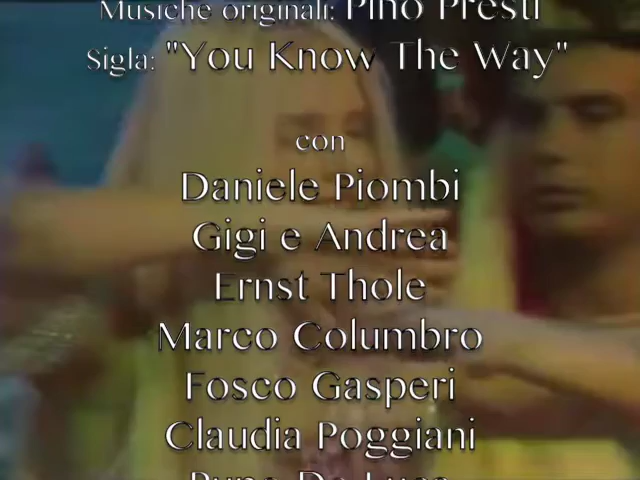 Musiche originali: Pino Presti
Sigla: "You Know The Way"
con
Daniele Piombi
Gigi e Andrea
Ernst Thole
Marco Columbro
Fosco Gasperi
Claudia Poggiani